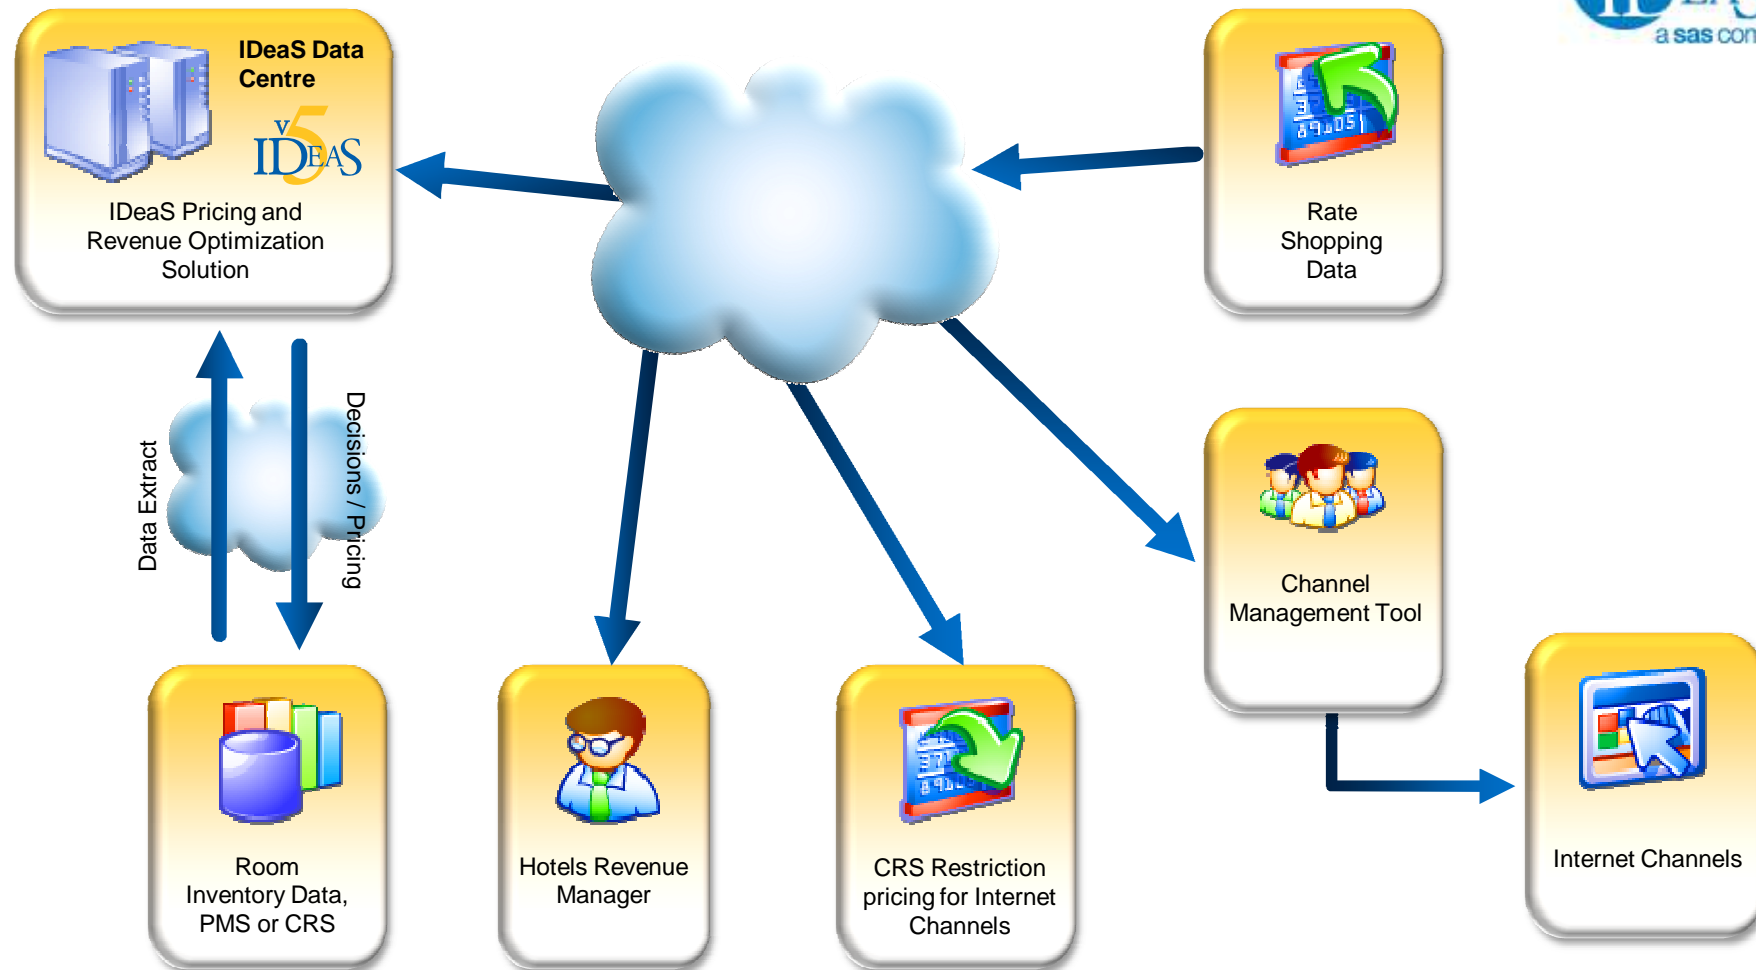 IDeaS Data
Centre
v5
IDEAS
IDeaS Pricing and
Revenue Optimization
Solution
a sas com
Rate
Shopping
Data
Data Extract
Decisions / Pricing
Channel
Management Tool
Room
Inventory Data,
PMS or CRS
Hotels Revenue
Manager
CRS Restriction
pricing for Internet
Channels
Internet Channels